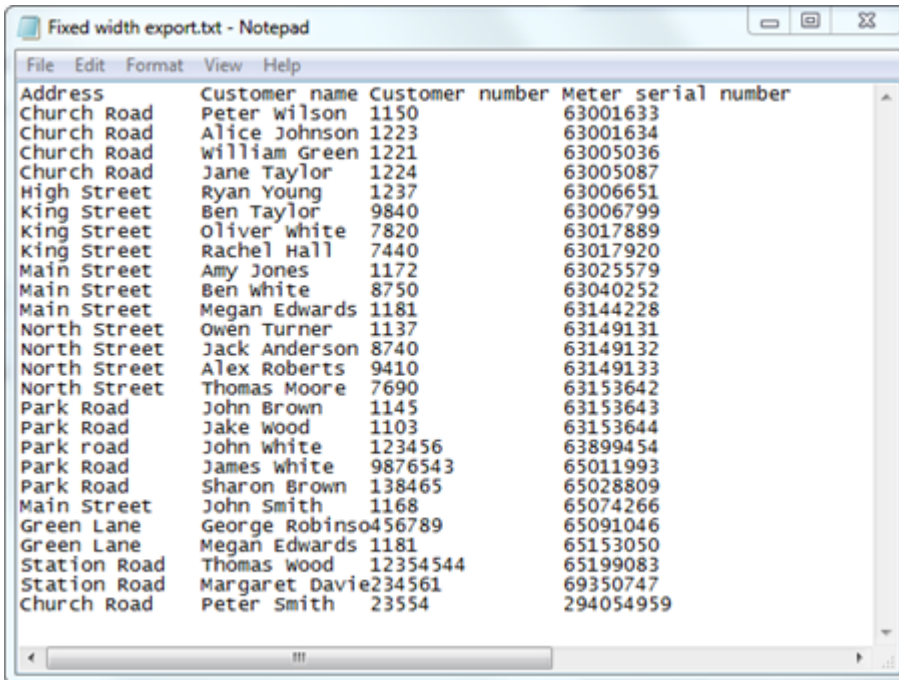 Fixed width export.txt - Notepad
File Edit Format View Help
Address Customer name Customer number Meter serial number
Church Road Peter Wilson 1150 63001633
Church Road Alice Johnson 1223 63001634
Church Road William Green 1221 63005036
Church Road Jane Taylor 1224 63005087
High Street Ryan Young 1237 63006651
King Street Ben Taylor 9840 63006799
King Street Oliver White 7820 63017889
King Street Rachel Hall 7440 63017920
Main Street Amy Jones 1172 63025579
Main Street Ben White 8750 63040252
Main Street Megan Edwards 1181 63144228
North Street Owen Turner 1137 63149131
North Street Jack Anderson 8740 63149132
North Street Alex Roberts 9410 63149133
North Street Thomas Moore 7690 63153642
Park Road John Brown 1145 63153643
Park Road Jake Wood 1103 63153644
Park road John White 123456 63899454
Park Road James White 9876543 65011993
Park Road Sharon Brown 138465 65028809
Main Street John Smith 1168 65074266
Green Lane George Robinso456789 65091046
Green Lane Megan Edwards 1181 65153050
Station Road Thomas Wood 12354544 65199083
Station Road Margaret Davie234561 69350747
Church Road Peter Smith 23554 294054959